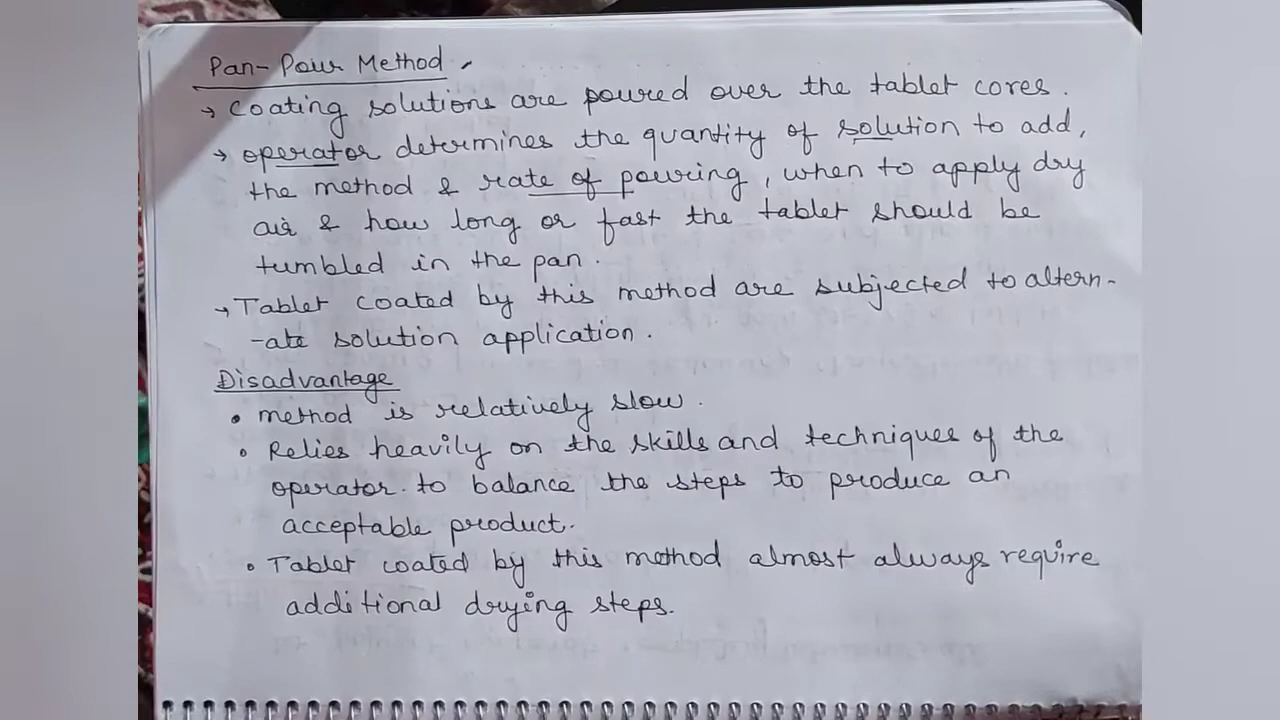 Pan-Pour Method
→ Coating solutions are poured over the tablet cores.
→ operator determines the quantity of solution to add,
the method & rate of pouring, when to apply dry
air & how long or fast the tablet should be
tumbled in the pan.
→ Tablet coated by this method are subjected to altern-
-ate solution application.
Disadvantage
• method is relatively slow.
• Relies heavily on the skills and techniques of the
operator. to balance the steps to produce an
acceptable product.
• Tablet coated by this method almost always require
additional drying steps.